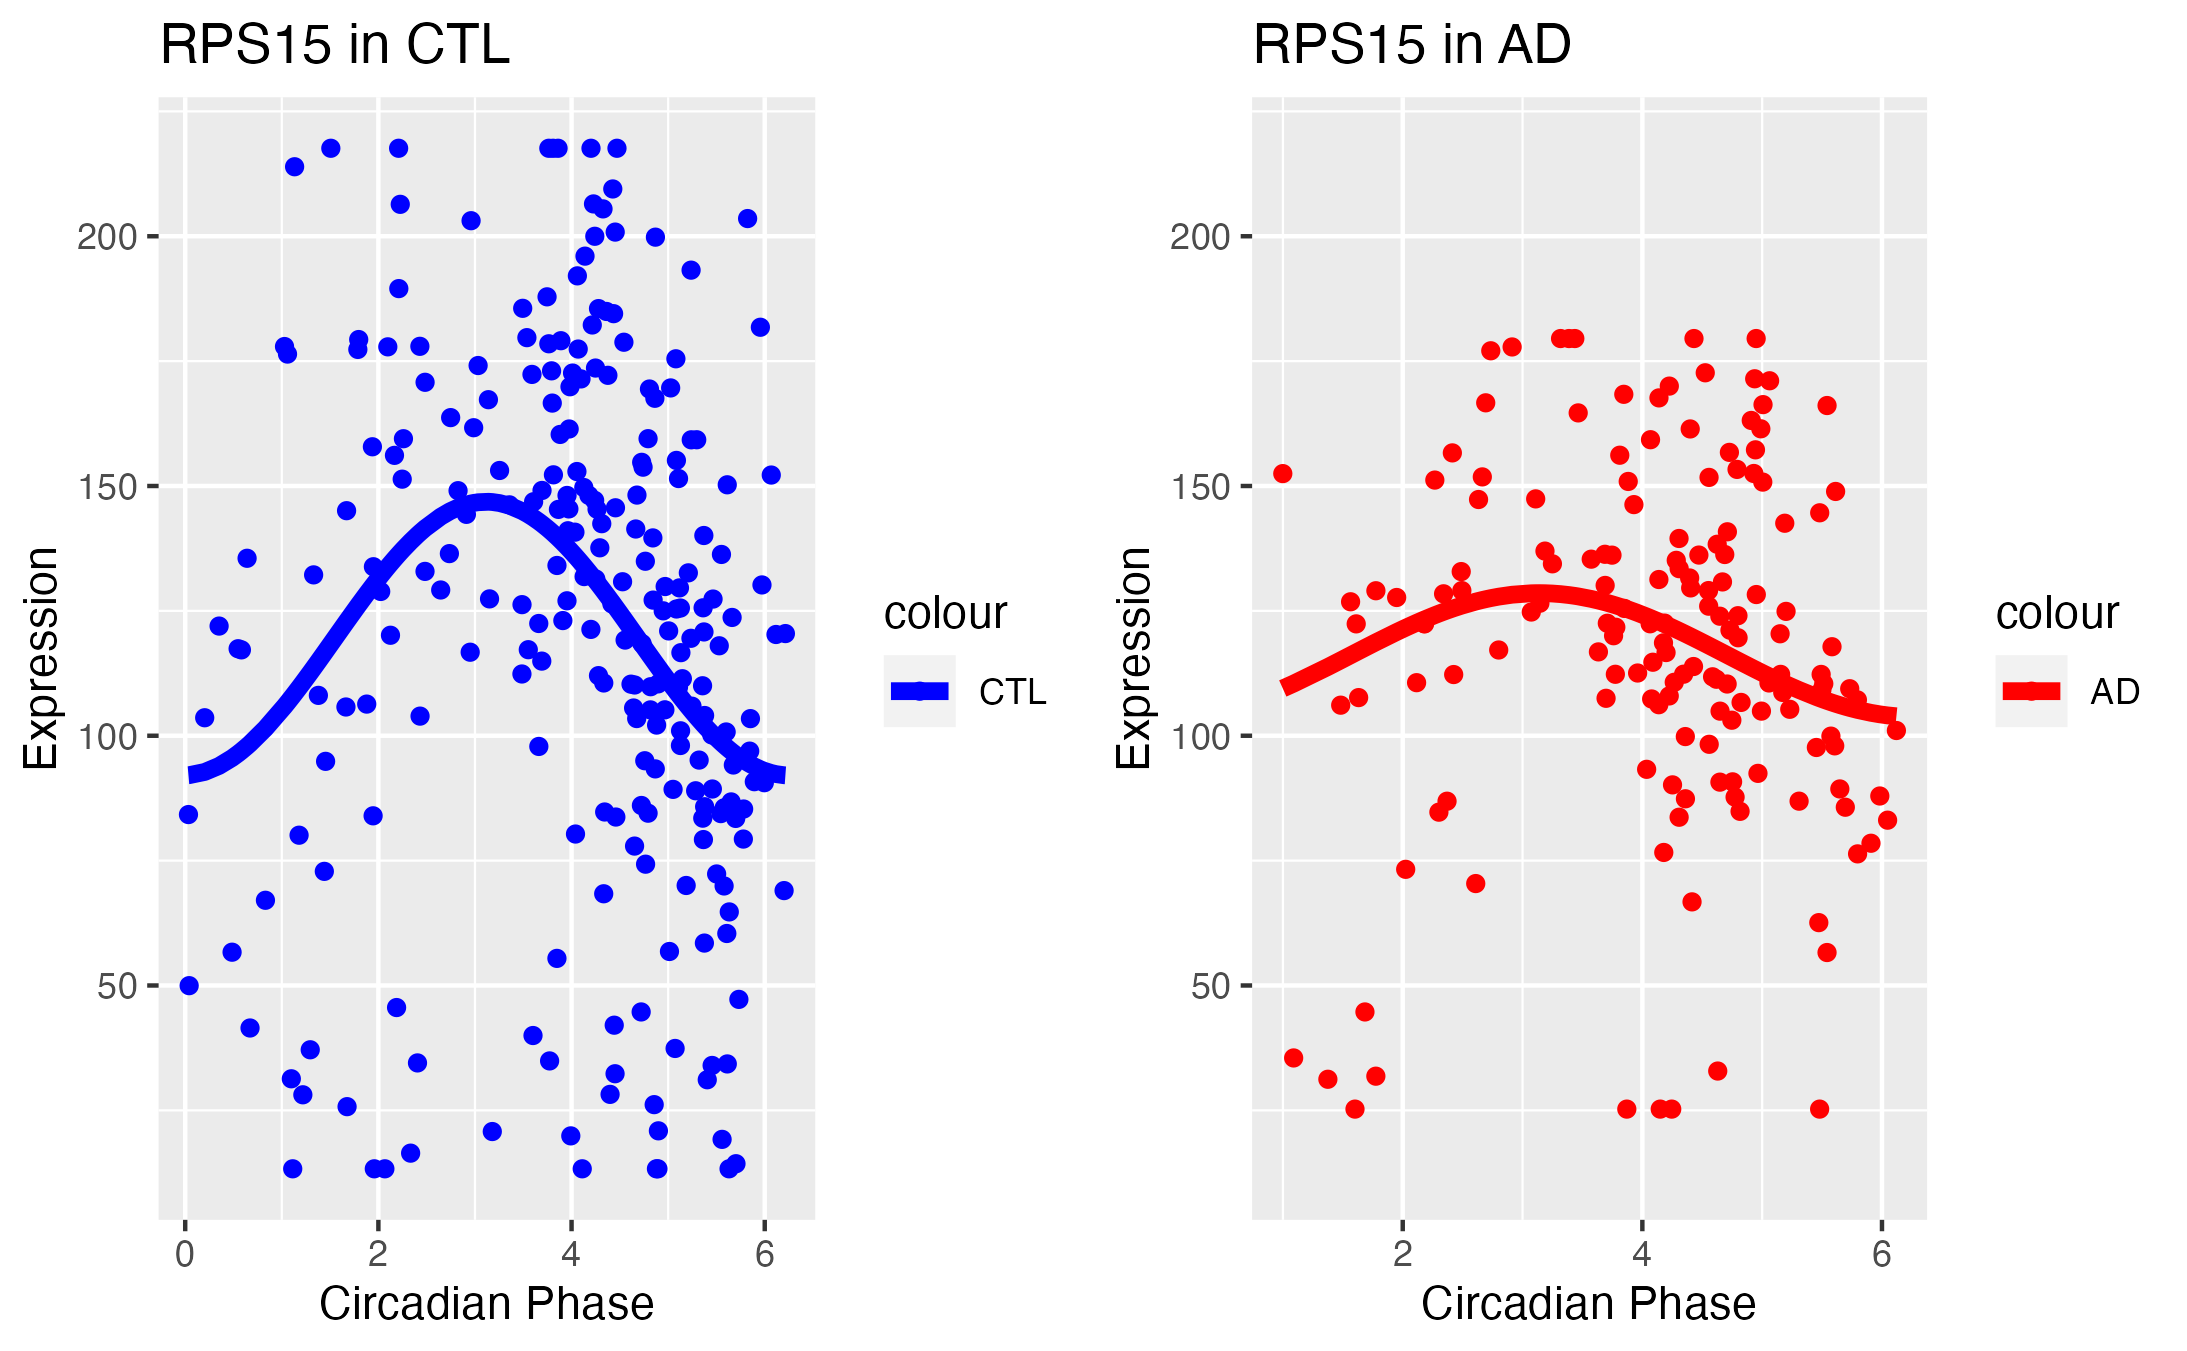 RPS15 in CTL
200
150
100
50
0 2 4 6
Circadian Phase
Expression
colour
CTL
RPS15 in AD
200
150
100
50
2 4 6
Circadian Phase
Expression
colour
AD